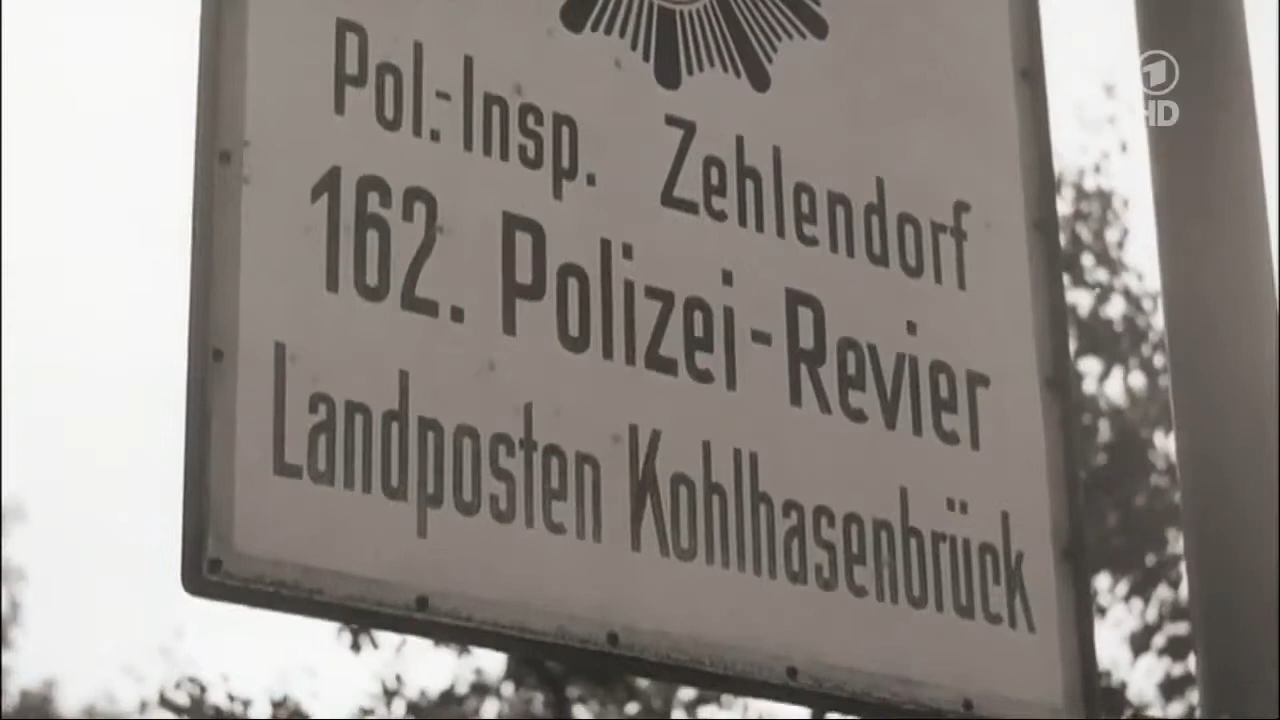 Pol.-Insp. Zehlendorf
162. Polizei-Revier
Landposten Kohlhasenbrück
1
HD